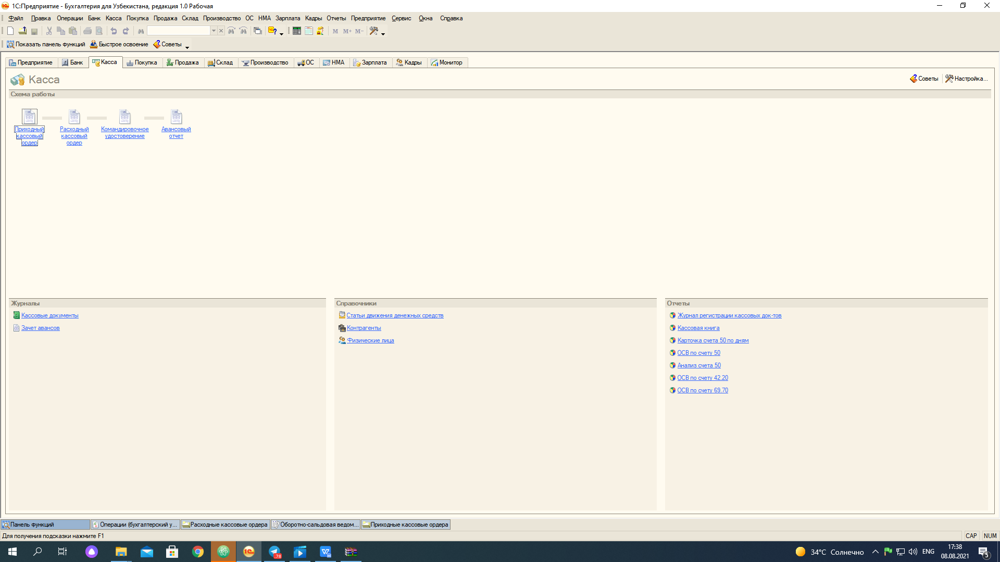 1С:Предприятие - Бухгалтерия для Узбекистана, редакция 1.0 Рабочая
Файл Правка Операции Банк Касса Покупка Продажа Склад Производство ОС НМА Зарплата Кадры Отчеты Предприятие Сервис Окна Справка
M M+ M-
Показать панель функций Быстрое освоение Советы
Предприятие Банк Касса Покупка Продажа Склад Производство ОС НМА Зарплата Кадры Монитор
Касса
Советы Настройка...
Схема работы
Приходный кассовый ордер
Расходный кассовый ордер
Командировочное удостоверение
Авансовый отчет
Журналы
Кассовые документы
Зачет авансов
Справочники
Статьи движения денежных средств
Контрагенты
Физические лица
Отчеты
Журнал регистрации кассовых док-тов
Кассовая книга
Карточка счета 50 по дням
ОСВ по счету 50
Анализ счета 50
ОСВ по счету 42.20
ОСВ по счету 69.70
Панель функций Операции (бухгалтерский у... Расходные кассовые ордера Оборотно-сальдовая ведом... Приходные кассовые ордера
Для получения подсказки нажмите F1
CAP NUM
34°C Солнечно ENG
17:38
08.08.2021
5